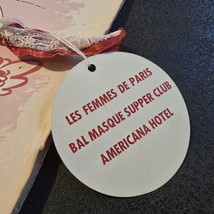 LES FEMMES DE PARIS
BAL MASQUE SUPPER CLUB
AMERICANA HOTEL